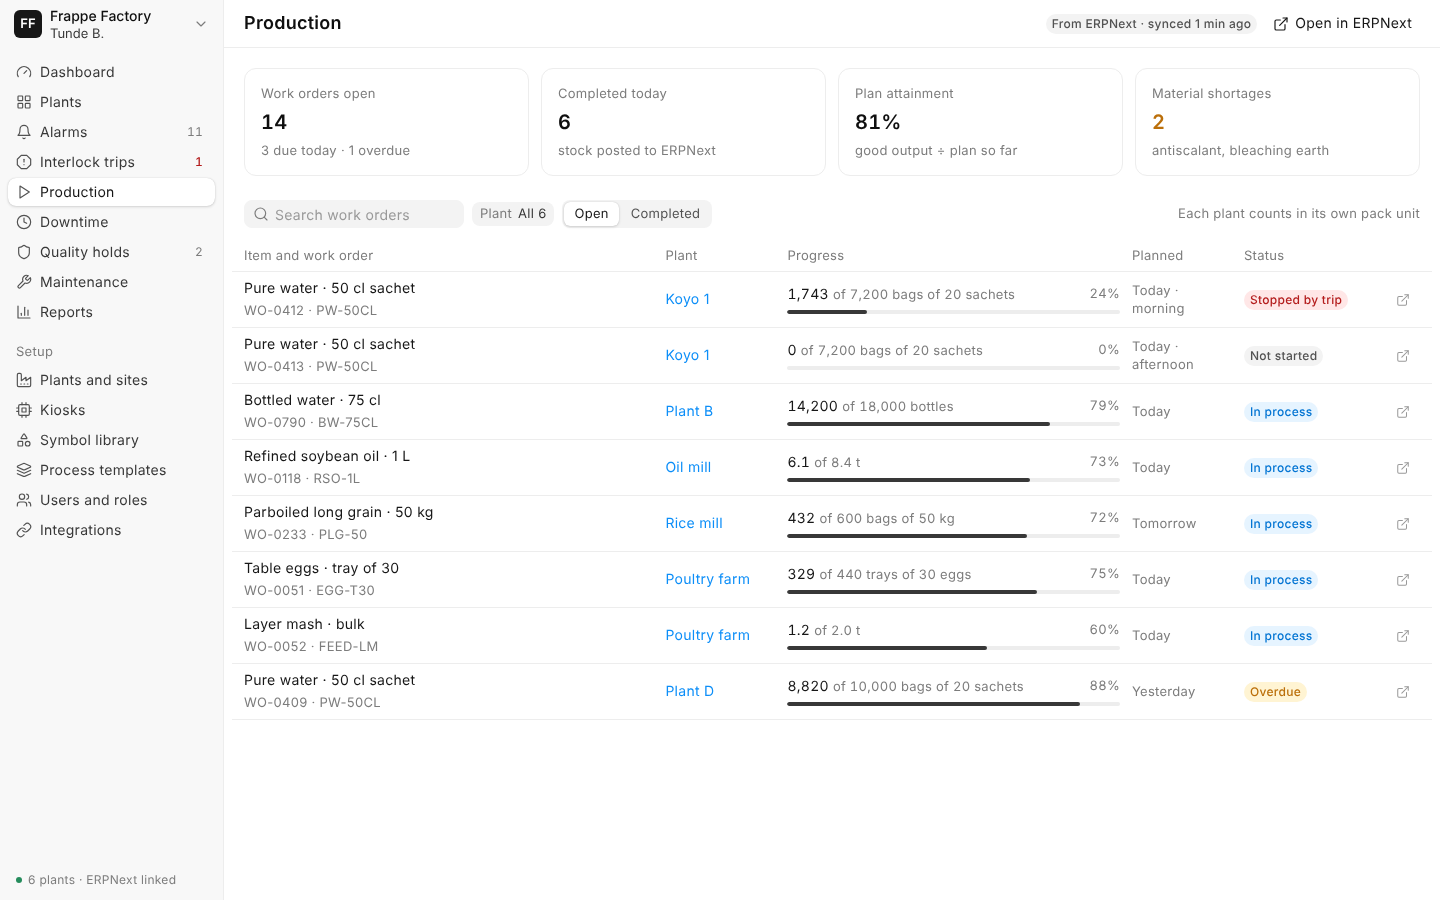 FF
Frappe Factory
Tunde B.
Dashboard
Plants
Alarms 11
Interlock trips 1
Production
Downtime
Quality holds 2
Maintenance
Reports
Setup
Plants and sites
Kiosks
Symbol library
Process templates
Users and roles
Integrations
6 plants · ERPNext linked
Production
From ERPNext · synced 1 min ago
Open in ERPNext
Work orders open
14
3 due today · 1 overdue
Completed today
6
stock posted to ERPNext
Plan attainment
81%
good output ÷ plan so far
Material shortages
2
antiscalant, bleaching earth
Search work orders
Plant All 6
Open
Completed
Each plant counts in its own pack unit
Item and work order Plant Progress Planned Status
Pure water · 50 cl sachet
WO-0412 · PW-50CL
Koyo 1
1,743 of 7,200 bags of 20 sachets 24%
Today ·
morning
Stopped by trip
Pure water · 50 cl sachet
WO-0413 · PW-50CL
Koyo 1
0 of 7,200 bags of 20 sachets 0%
Today ·
afternoon
Not started
Bottled water · 75 cl
WO-0790 · BW-75CL
Plant B
14,200 of 18,000 bottles 79%
Today
In process
Refined soybean oil · 1 L
WO-0118 · RSO-1L
Oil mill
6.1 of 8.4 t 73%
Today
In process
Parboiled long grain · 50 kg
WO-0233 · PLG-50
Rice mill
432 of 600 bags of 50 kg 72%
Tomorrow
In process
Table eggs · tray of 30
WO-0051 · EGG-T30
Poultry farm
329 of 440 trays of 30 eggs 75%
Today
In process
Layer mash · bulk
WO-0052 · FEED-LM
Poultry farm
1.2 of 2.0 t 60%
Today
In process
Pure water · 50 cl sachet
WO-0409 · PW-50CL
Plant D
8,820 of 10,000 bags of 20 sachets 88%
Yesterday
Overdue